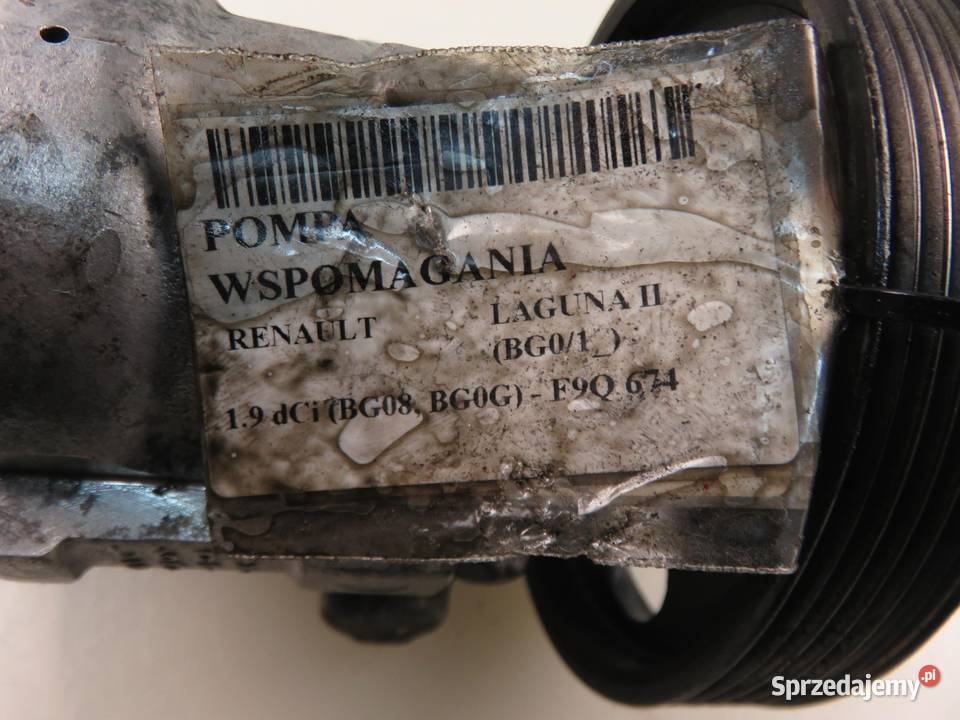 POMPA
WSPOMAGANIA
RENAULT
LAGUNA II
(BG0/1_)
1.9 dCi (BG08, BG0G) - F9Q 674
Sprzedajemy.pl